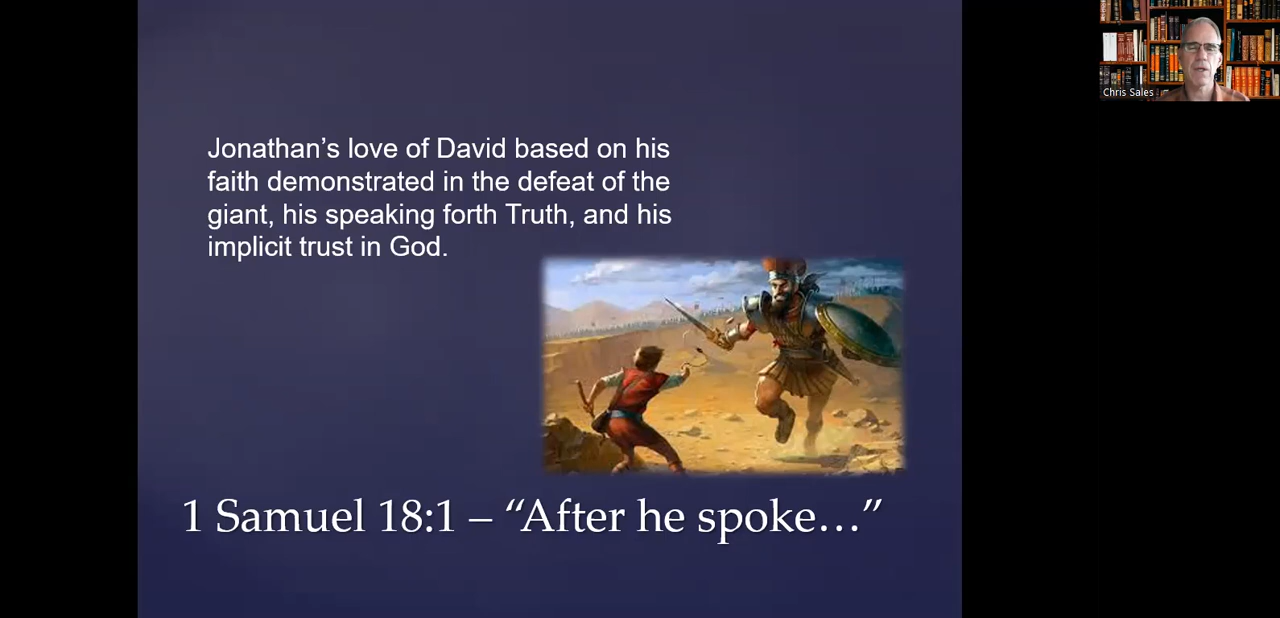 Jonathan’s love of David based on his
faith demonstrated in the defeat of the
giant, his speaking forth Truth, and his
implicit trust in God.
1 Samuel 18:1 – “After he spoke…”
Chris Sales